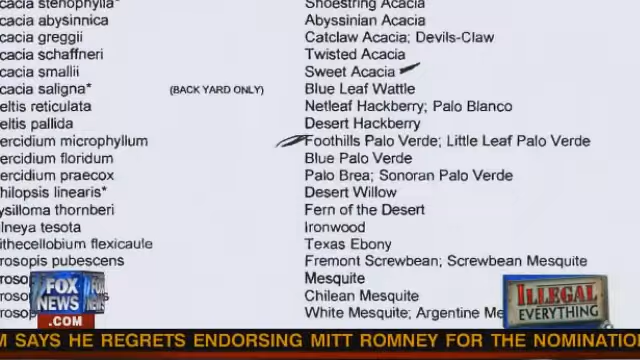 cacia stenophylla* Shoestring Acacia
cacia abysinnica Abyssinian Acacia
cacia greggii Catclaw Acacia; Devils-Claw
cacia schaffneri Twisted Acacia
cacia smallii Sweet Acacia
cacia saligna* (BACK YARD ONLY) Blue Leaf Wattle
eltis reticulata Netleaf Hackberry; Palo Blanco
eltis pallida Desert Hackberry
ercidium microphyllum Foothills Palo Verde; Little Leaf Palo Verde
ercidium floridum Blue Palo Verde
ercidium praecox Palo Brea; Sonoran Palo Verde
hilopsis linearis* Desert Willow
ysilloma thornberi Fern of the Desert
lneya tesota Ironwood
ithecellobium flexicaule Texas Ebony
rosopis pubescens Fremont Screwbean; Screwbean Mesquite
rosop Mesquite
rosop Chilean Mesquite
rosop White Mesquite; Argentine Me
FOX
NEWS
.COM
ILLEGAL
EVERYTHING
M SAYS HE REGRETS ENDORSING MITT ROMNEY FOR THE NOMINATIO